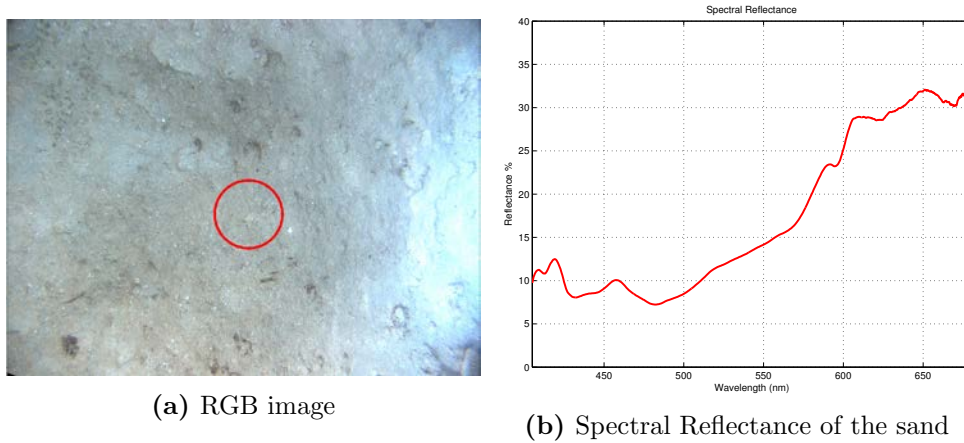 Spectral Reflectance
40
35
30
25
20
15
10
5
0
Reflectance %
450 500 550 600 650
Wavelength (nm)
(a) RGB image
(b) Spectral Reflectance of the sand